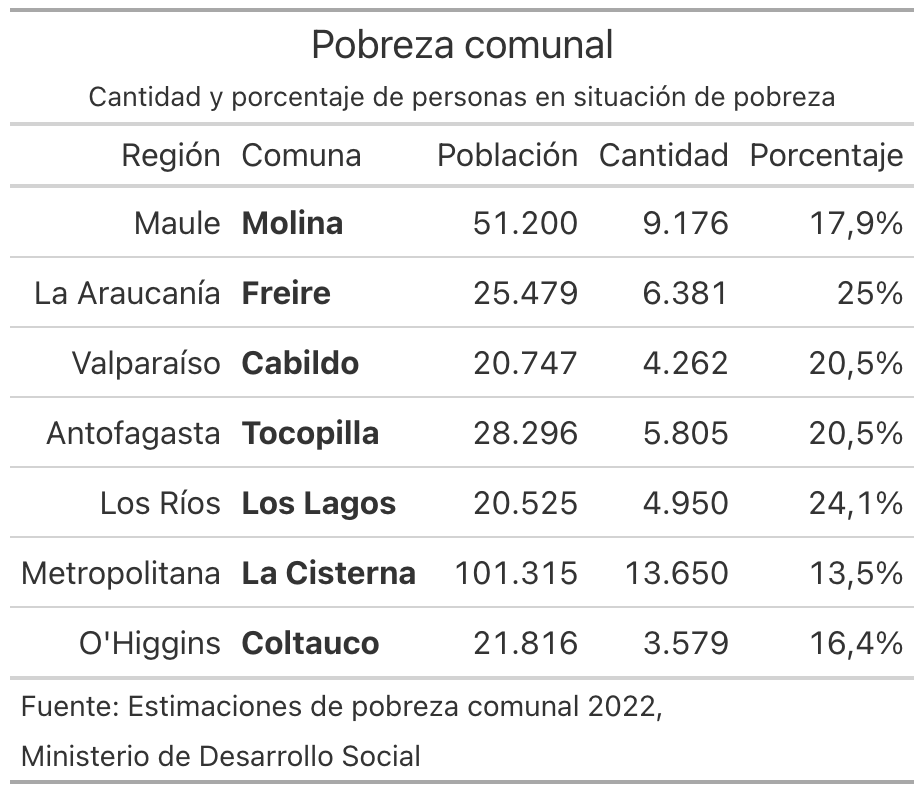 Pobreza comunal
Cantidad y porcentaje de personas en situación de pobreza
Región Comuna Población Cantidad Porcentaje
Maule Molina 51.200 9.176 17,9%
La Araucanía Freire 25.479 6.381 25%
Valparaíso Cabildo 20.747 4.262 20,5%
Antofagasta Tocopilla 28.296 5.805 20,5%
Los Ríos Los Lagos 20.525 4.950 24,1%
Metropolitana La Cisterna 101.315 13.650 13,5%
O'Higgins Coltauco 21.816 3.579 16,4%
Fuente: Estimaciones de pobreza comunal 2022,
Ministerio de Desarrollo Social